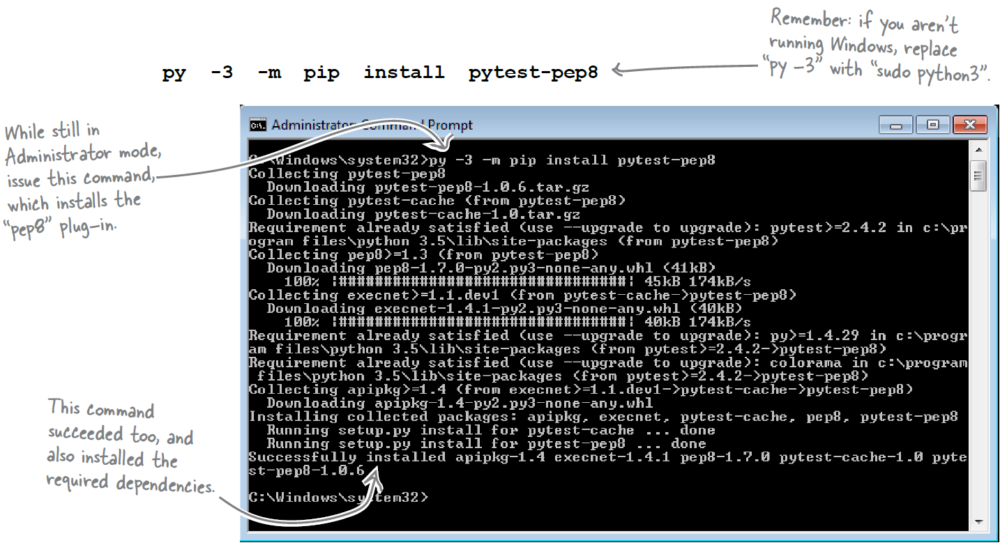 Remember: if you aren't
running Windows, replace
"py -3" with "sudo python3".
py -3 -m pip install pytest-pep8
While still in
Administrator mode,
issue this command,
which installs the
"pep8" plug-in.
Administrator: Command Prompt
C:\Windows\system32>py -3 -m pip install pytest-pep8
Collecting pytest-pep8
  Downloading pytest-pep8-1.0.6.tar.gz
Collecting pytest-cache (from pytest-pep8)
  Downloading pytest-cache-1.0.tar.gz
Requirement already satisfied (use --upgrade to upgrade): pytest>=2.4.2 in c:\pr
ogram files\python 3.5\lib\site-packages (from pytest-pep8)
Collecting pep8>=1.3 (from pytest-pep8)
  Downloading pep8-1.7.0-py2.py3-none-any.whl (41kB)
    100% |################################| 45kB 174kB/s
Collecting execnet>=1.1.dev1 (from pytest-cache->pytest-pep8)
  Downloading execnet-1.4.1-py2.py3-none-any.whl (40kB)
    100% |################################| 40kB 174kB/s
Requirement already satisfied (use --upgrade to upgrade): py>=1.4.29 in c:\progr
am files\python 3.5\lib\site-packages (from pytest>=2.4.2->pytest-pep8)
Requirement already satisfied (use --upgrade to upgrade): colorama in c:\program
 files\python 3.5\lib\site-packages (from pytest>=2.4.2->pytest-pep8)
Collecting apipkg>=1.4 (from execnet>=1.1.dev1->pytest-cache->pytest-pep8)
  Downloading apipkg-1.4-py2.py3-none-any.whl
Installing collected packages: apipkg, execnet, pytest-cache, pep8, pytest-pep8
  Running setup.py install for pytest-cache ... done
  Running setup.py install for pytest-pep8 ... done
Successfully installed apipkg-1.4 execnet-1.4.1 pep8-1.7.0 pytest-cache-1.0 pyte
st-pep8-1.0.6
C:\Windows\system32>
This command
succeeded too, and
also installed the
required dependencies.